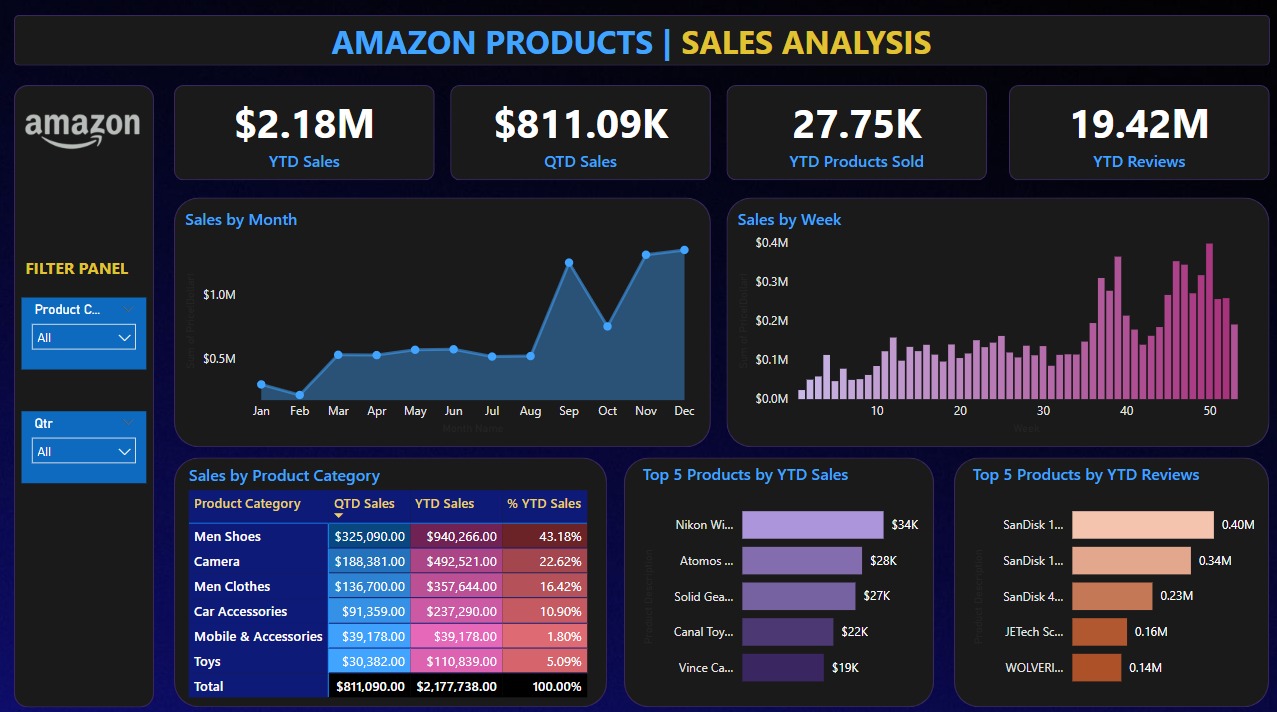 AMAZON PRODUCTS | SALES ANALYSIS
amazon
FILTER PANEL
Product C...
All
Qtr
All
$2.18M
YTD Sales
$811.09K
QTD Sales
27.75K
YTD Products Sold
19.42M
YTD Reviews
Sales by Month
$1.0M
$0.5M
Jan Feb Mar Apr May Jun Jul Aug Sep Oct Nov Dec
Month Name
Sales by Week
$0.4M
$0.3M
$0.2M
$0.1M
$0.0M
10 20 30 40 50
Week
Sales by Product Category
Product Category QTD Sales YTD Sales % YTD Sales
Men Shoes $325,090.00 $940,266.00 43.18%
Camera $188,381.00 $492,521.00 22.62%
Men Clothes $136,700.00 $357,644.00 16.42%
Car Accessories $91,359.00 $237,290.00 10.90%
Mobile & Accessories $39,178.00 $39,178.00 1.80%
Toys $30,382.00 $110,839.00 5.09%
Total $811,090.00 $2,177,738.00 100.00%
Top 5 Products by YTD Sales
Product Description
Nikon Wi... $34K
Atomos ... $28K
Solid Gea... $27K
Canal Toy... $22K
Vince Ca... $19K
Top 5 Products by YTD Reviews
Product Description
SanDisk 1... 0.40M
SanDisk 1... 0.34M
SanDisk 4... 0.23M
JETech Sc... 0.16M
WOLVERI... 0.14M